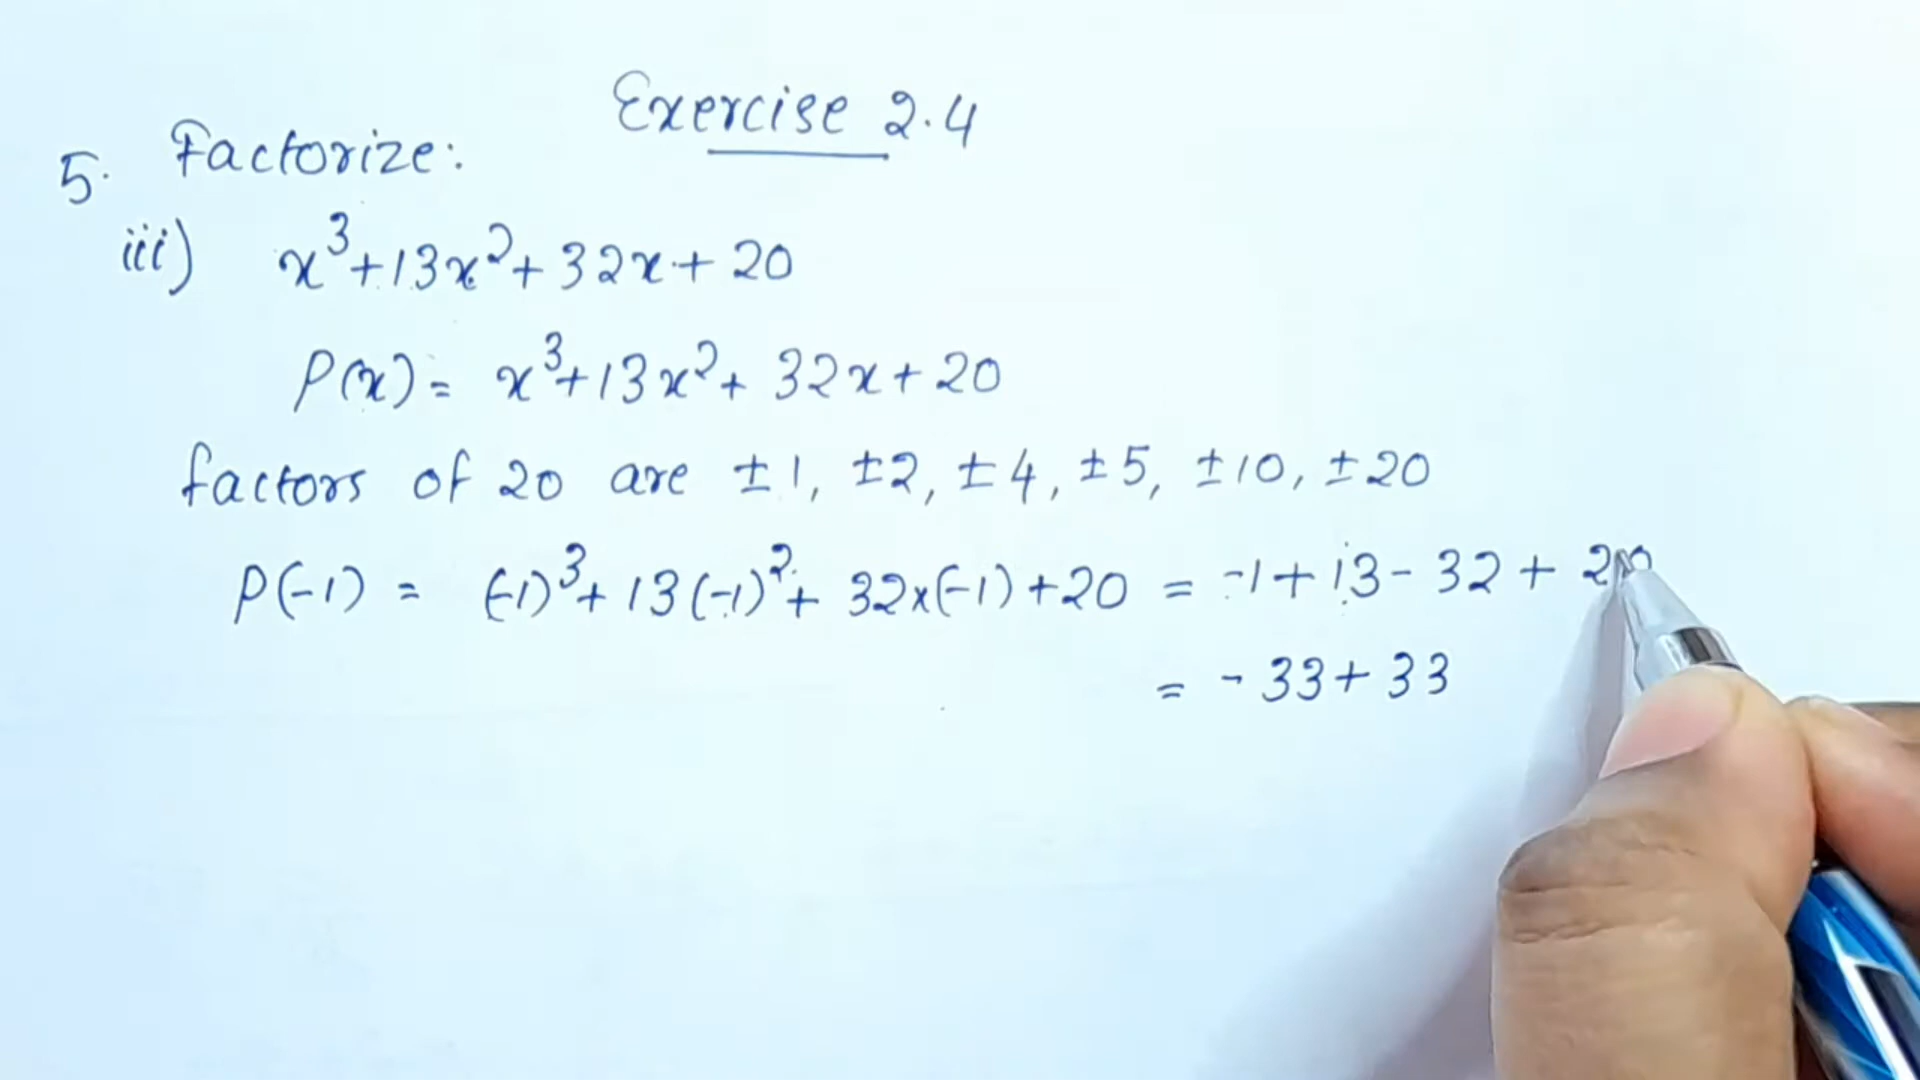 Exercise 2.4
5. Factorize:
iii) x³+13x²+32x+20
P(x)= x³+13x²+32x+20
factors of 20 are ±1, ±2, ±4, ±5, ±10, ±20
P(-1) = (-1)³+13(-1)²+32x(-1)+20 = -1+13-32+20
= -33+33